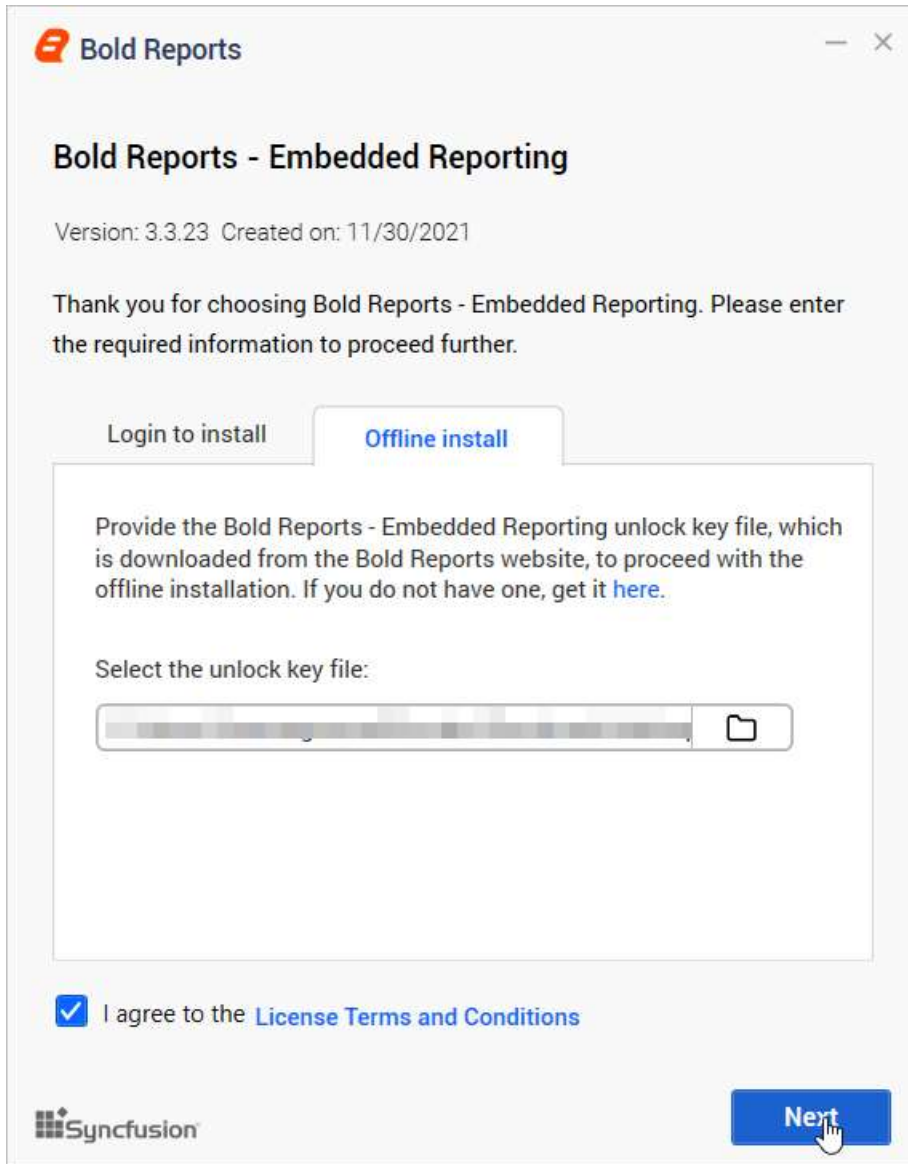 Bold Reports
Bold Reports - Embedded Reporting
Version: 3.3.23 Created on: 11/30/2021
Thank you for choosing Bold Reports - Embedded Reporting. Please enter
the required information to proceed further.
Login to install
Offline install
Provide the Bold Reports - Embedded Reporting unlock key file, which
is downloaded from the Bold Reports website, to proceed with the
offline installation. If you do not have one, get it here.
Select the unlock key file:
I agree to the License Terms and Conditions
Syncfusion
Next